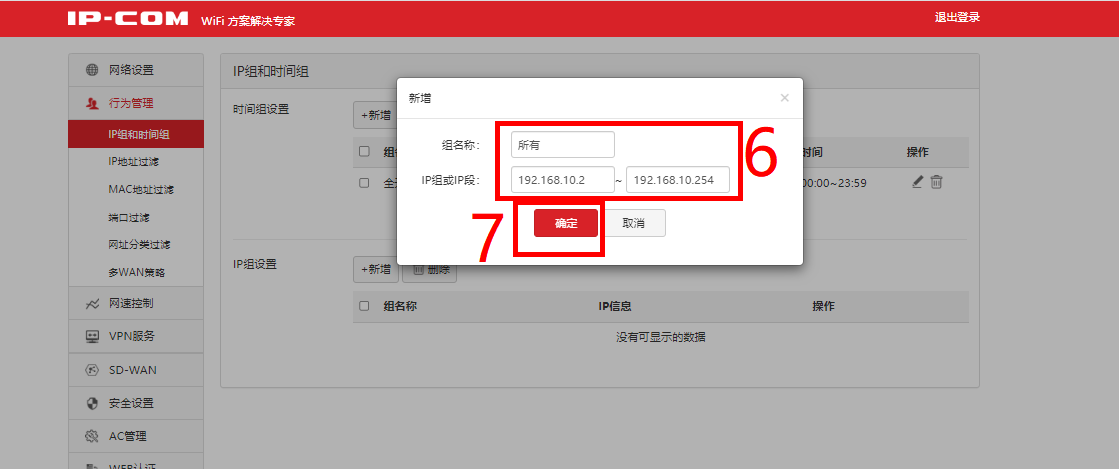 IP-COM WiFi 方案解决专家
退出登录
网络设置
行为管理
IP组和时间组
IP地址过滤
MAC地址过滤
端口过滤
网址分类过滤
多WAN策略
网速控制
VPN服务
SD-WAN
安全设置
AC管理
WEB认证
IP组和时间组
时间组设置
+新增
时间 操作
00:00~23:59
新增 ×
组名称： 所有
IP组或IP段： 192.168.10.2 ~ 192.168.10.254
6
7
确定 取消
IP组设置
+新增 删除
组名称 IP信息 操作
没有可显示的数据